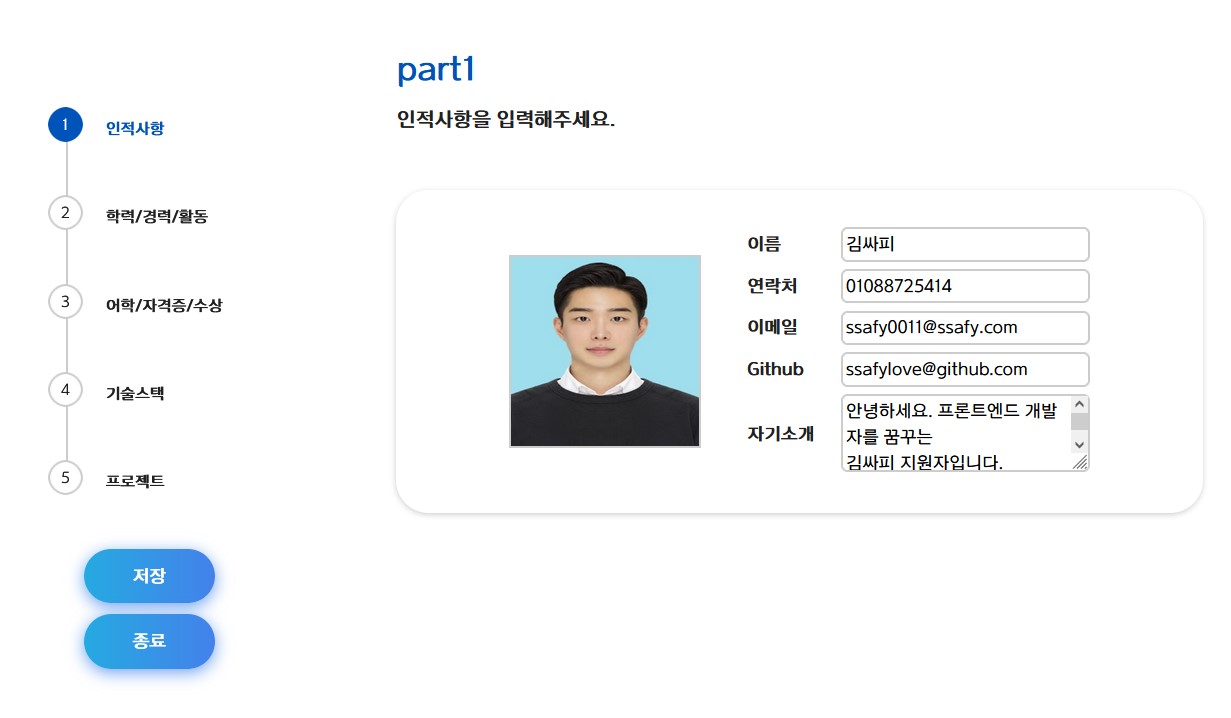 part1
인적사항을 입력해주세요.
1 인적사항
2 학력/경력/활동
3 어학/자격증/수상
4 기술스택
5 프로젝트
저장
종료
이름 김싸피
연락처 01088725414
이메일 ssafy0011@ssafy.com
Github ssafylove@github.com
자기소개 안녕하세요. 프론트엔드 개발
자를 꿈꾸는
김싸피 지원자입니다.